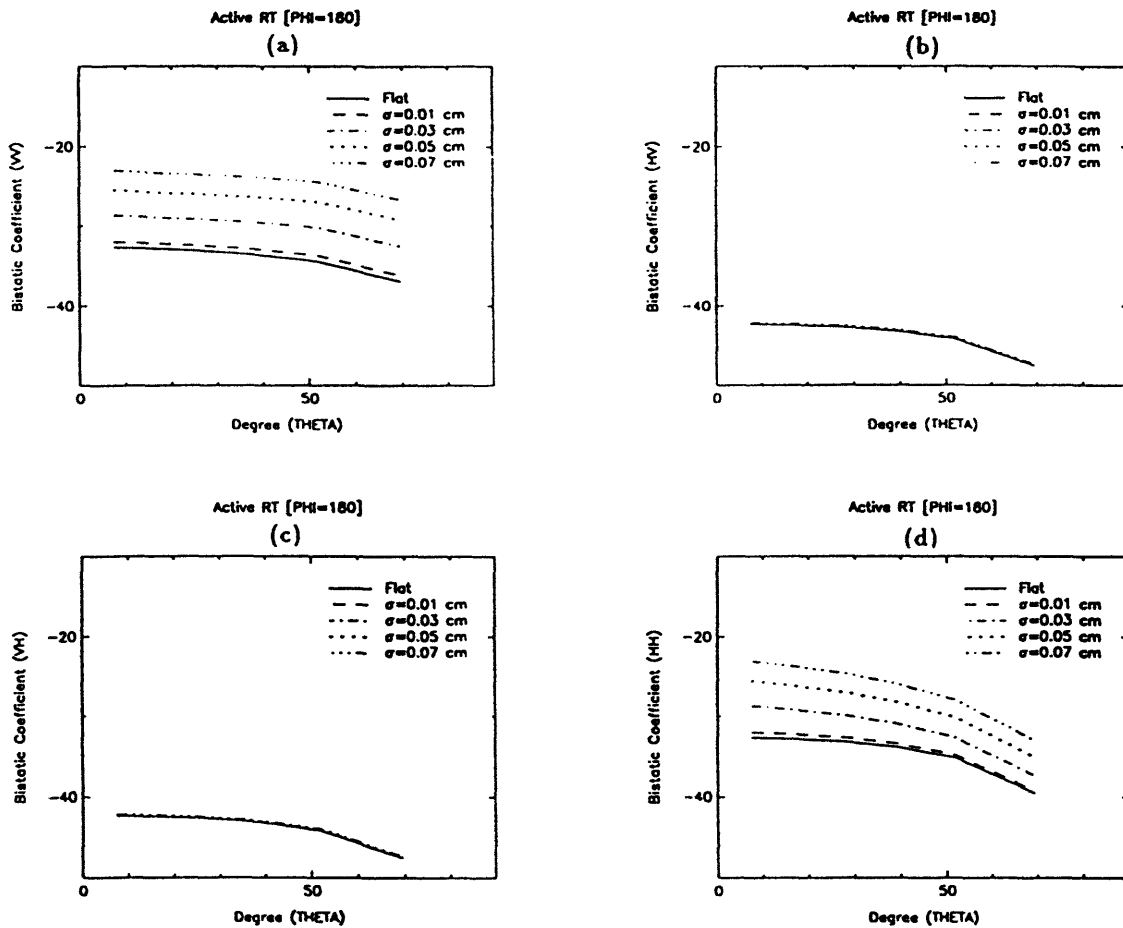 Active RT [PHI=180]
(a)
Flat
σ=0.01 cm
σ=0.03 cm
σ=0.05 cm
σ=0.07 cm
-20
-40
Bistatic Coefficient (VV)
0
50
Degree (THETA)
Active RT [PHI=180]
(b)
Flat
σ=0.01 cm
σ=0.03 cm
σ=0.05 cm
σ=0.07 cm
-20
-40
Bistatic Coefficient (HV)
0
50
Degree (THETA)
Active RT [PHI=180]
(c)
Flat
σ=0.01 cm
σ=0.03 cm
σ=0.05 cm
σ=0.07 cm
-20
-40
Bistatic Coefficient (VH)
0
50
Degree (THETA)
Active RT [PHI=180]
(d)
Flat
σ=0.01 cm
σ=0.03 cm
σ=0.05 cm
σ=0.07 cm
-20
-40
Bistatic Coefficient (HH)
0
50
Degree (THETA)